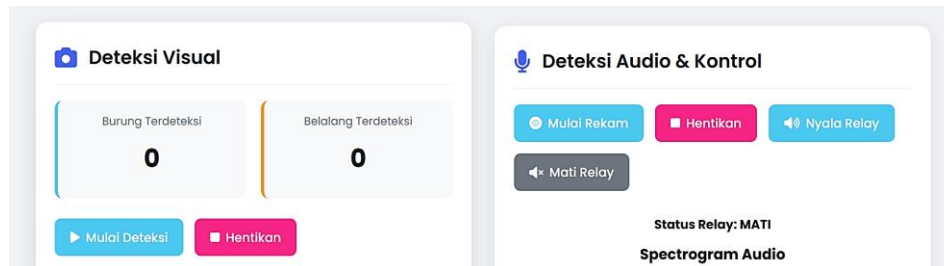 Deteksi Visual
Burung Terdeteksi
0
Belalang Terdeteksi
0
Mulai Deteksi
Hentikan
Deteksi Audio & Kontrol
Mulai Rekam
Hentikan
Nyala Relay
Mati Relay
Status Relay: MATI
Spectrogram Audio